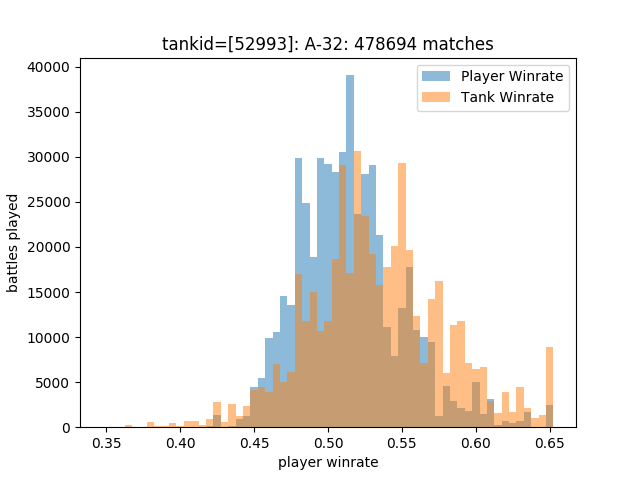 tankid=[52993]: A-32: 478694 matches
Player Winrate
Tank Winrate
battles played
40000
35000
30000
25000
20000
15000
10000
5000
0
0.35 0.40 0.45 0.50 0.55 0.60 0.65
player winrate